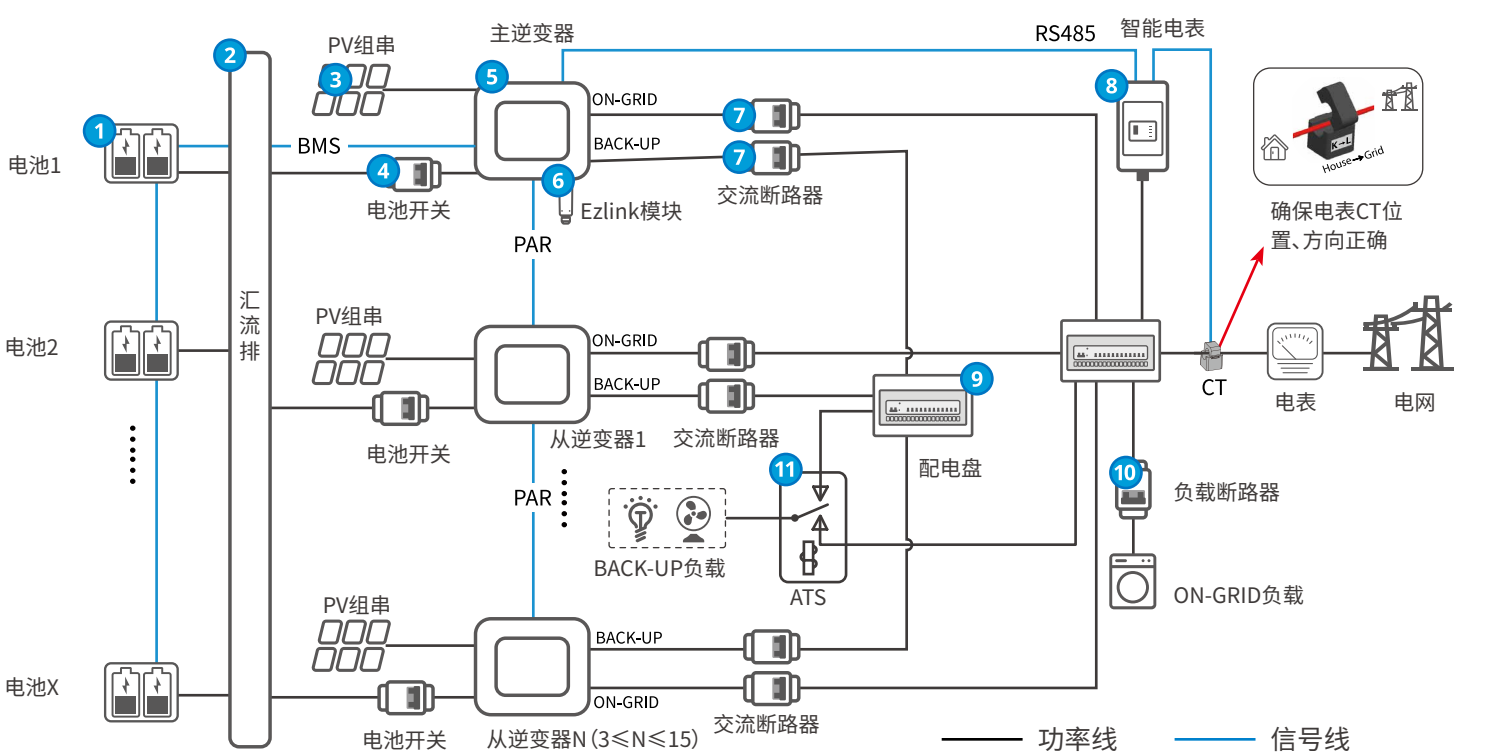 主逆变器
RS485
智能电表
PV组串
2
3
5
8
ON-GRID
7
1
BMS
BACK-UP
7
K→L
House→Grid
电池1
4
6
电池开关
Ezlink模块
交流断路器
确保电表CT位
置、方向正确
PAR
汇流排
PV组串
ON-GRID
电池2
BACK-UP
9
CT
电表
电网
电池开关
从逆变器1
交流断路器
配电盘
11
10
PAR
负载断路器
BACK-UP负载
ATS
ON-GRID负载
PV组串
BACK-UP
电池X
ON-GRID
电池开关
从逆变器N（3≤N≤15）
交流断路器
功率线
信号线